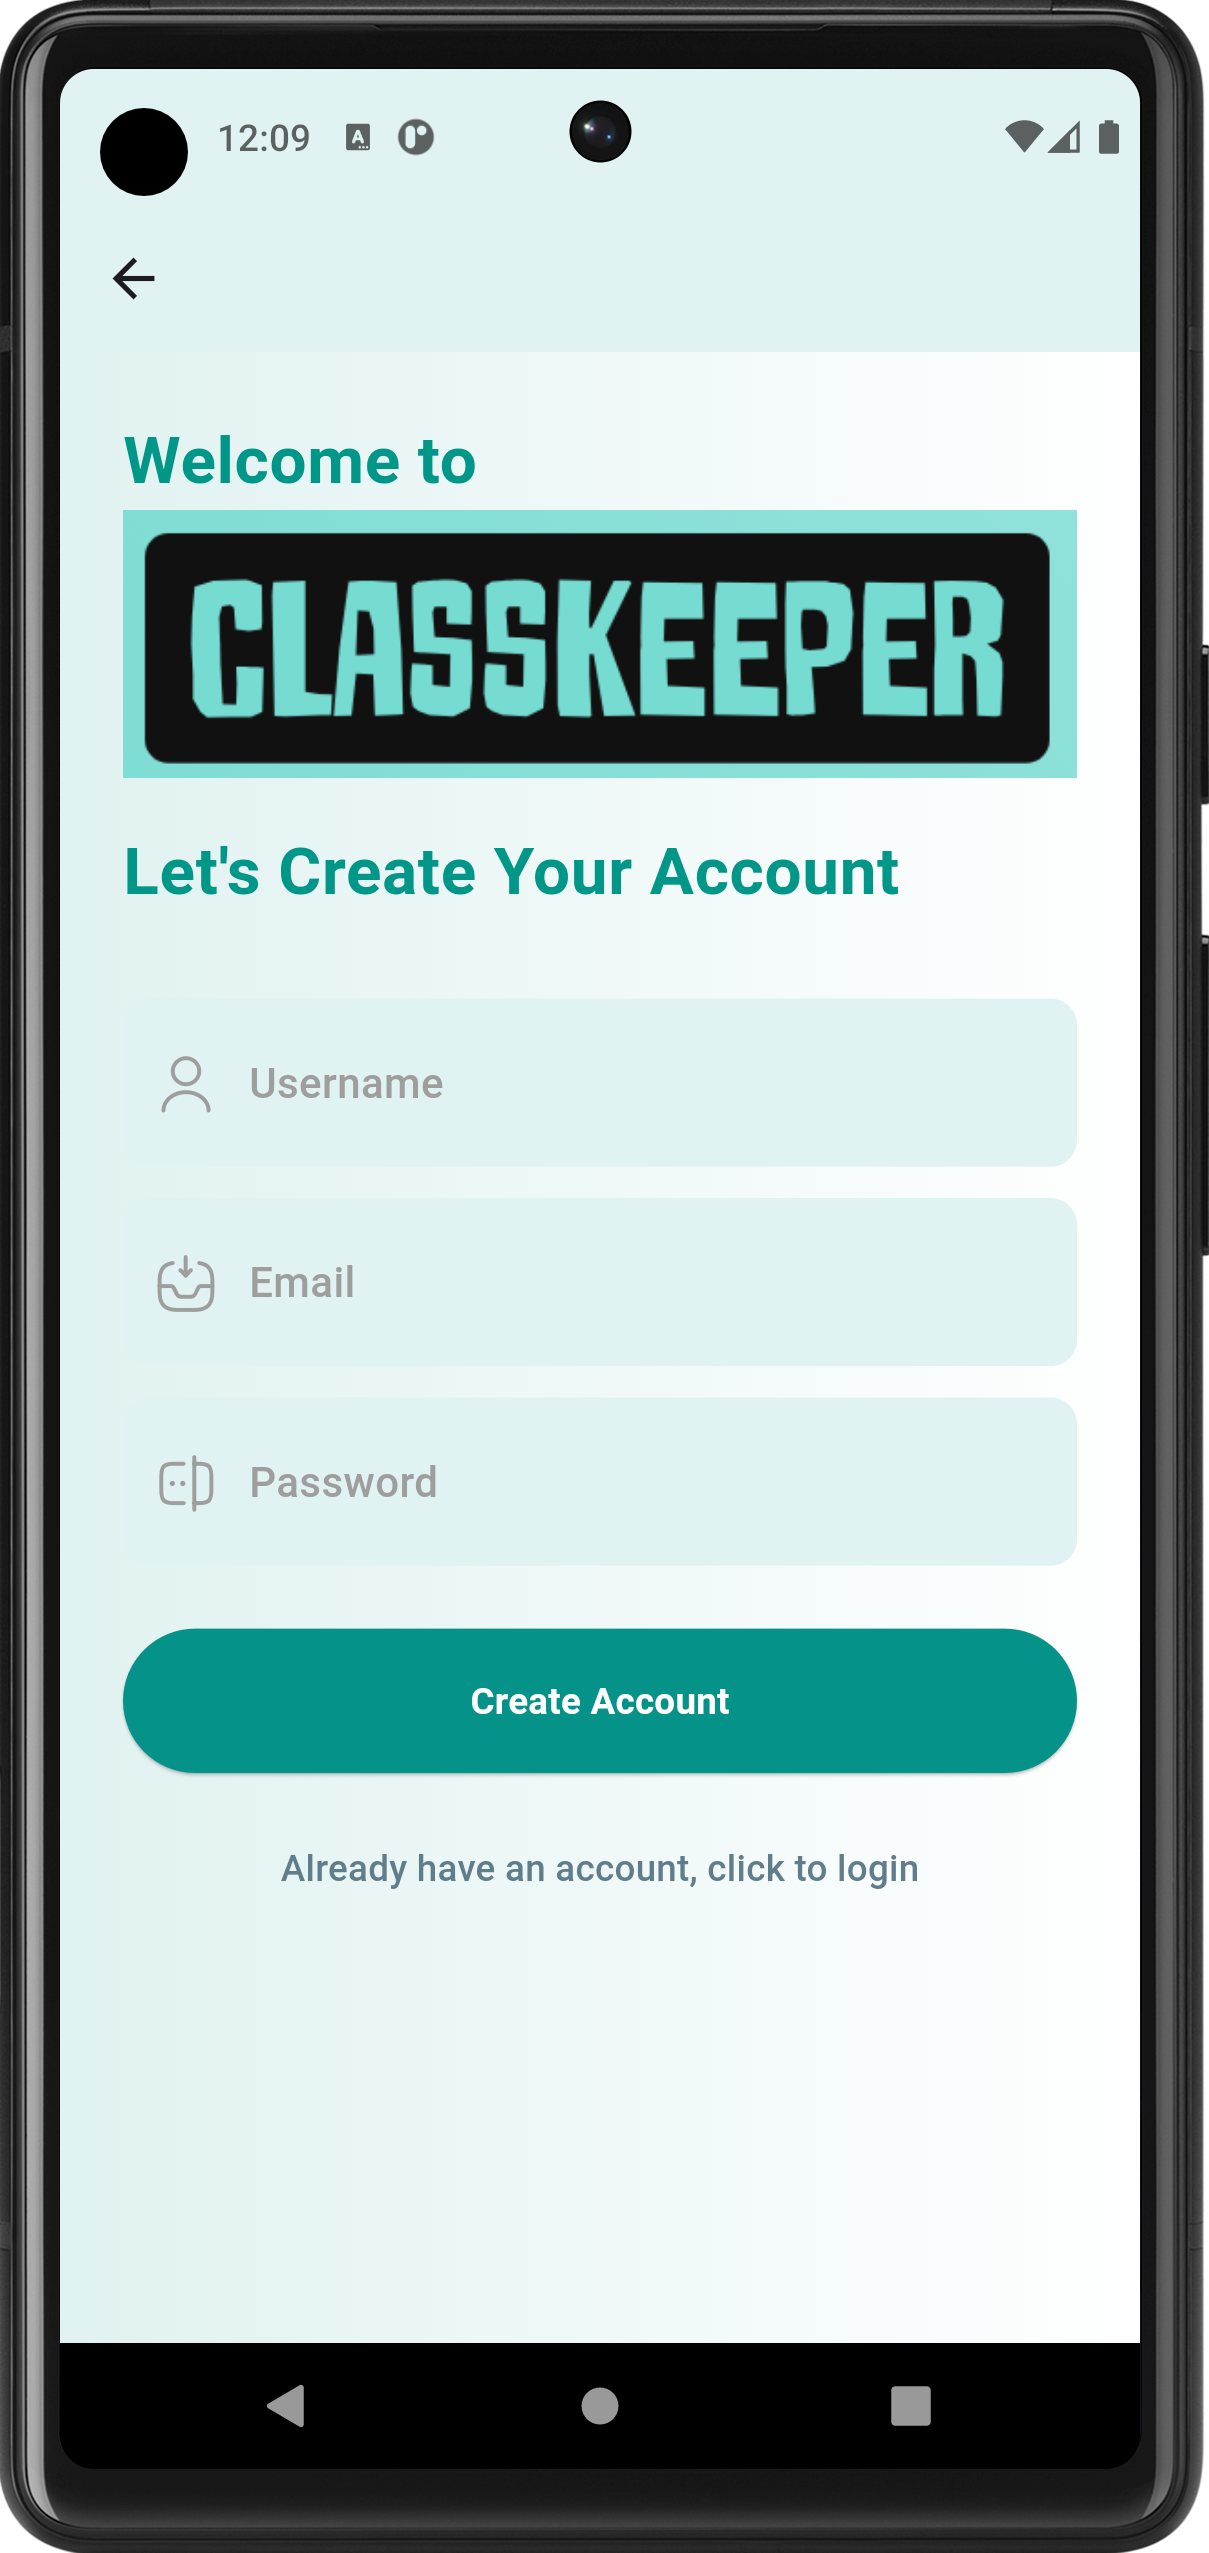 12:09
Welcome to
CLASSKEEPER
Let's Create Your Account
Username
Email
Password
Create Account
Already have an account, click to login